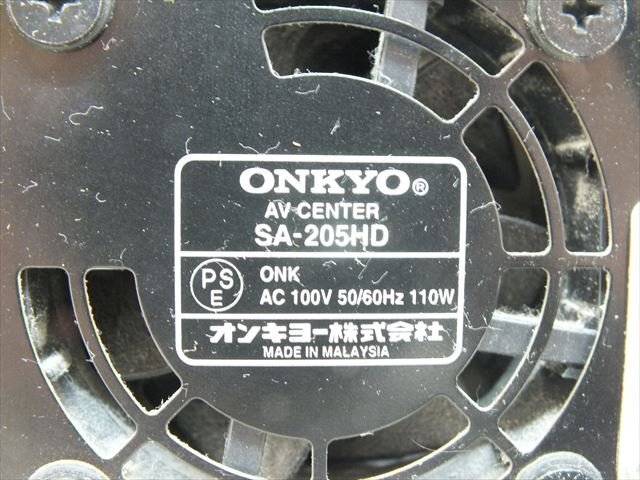 ONKYO®
AV CENTER
SA-205HD
PS
E
ONK
AC 100V 50/60Hz 110W
オンキヨー株式会社
MADE IN MALAYSIA